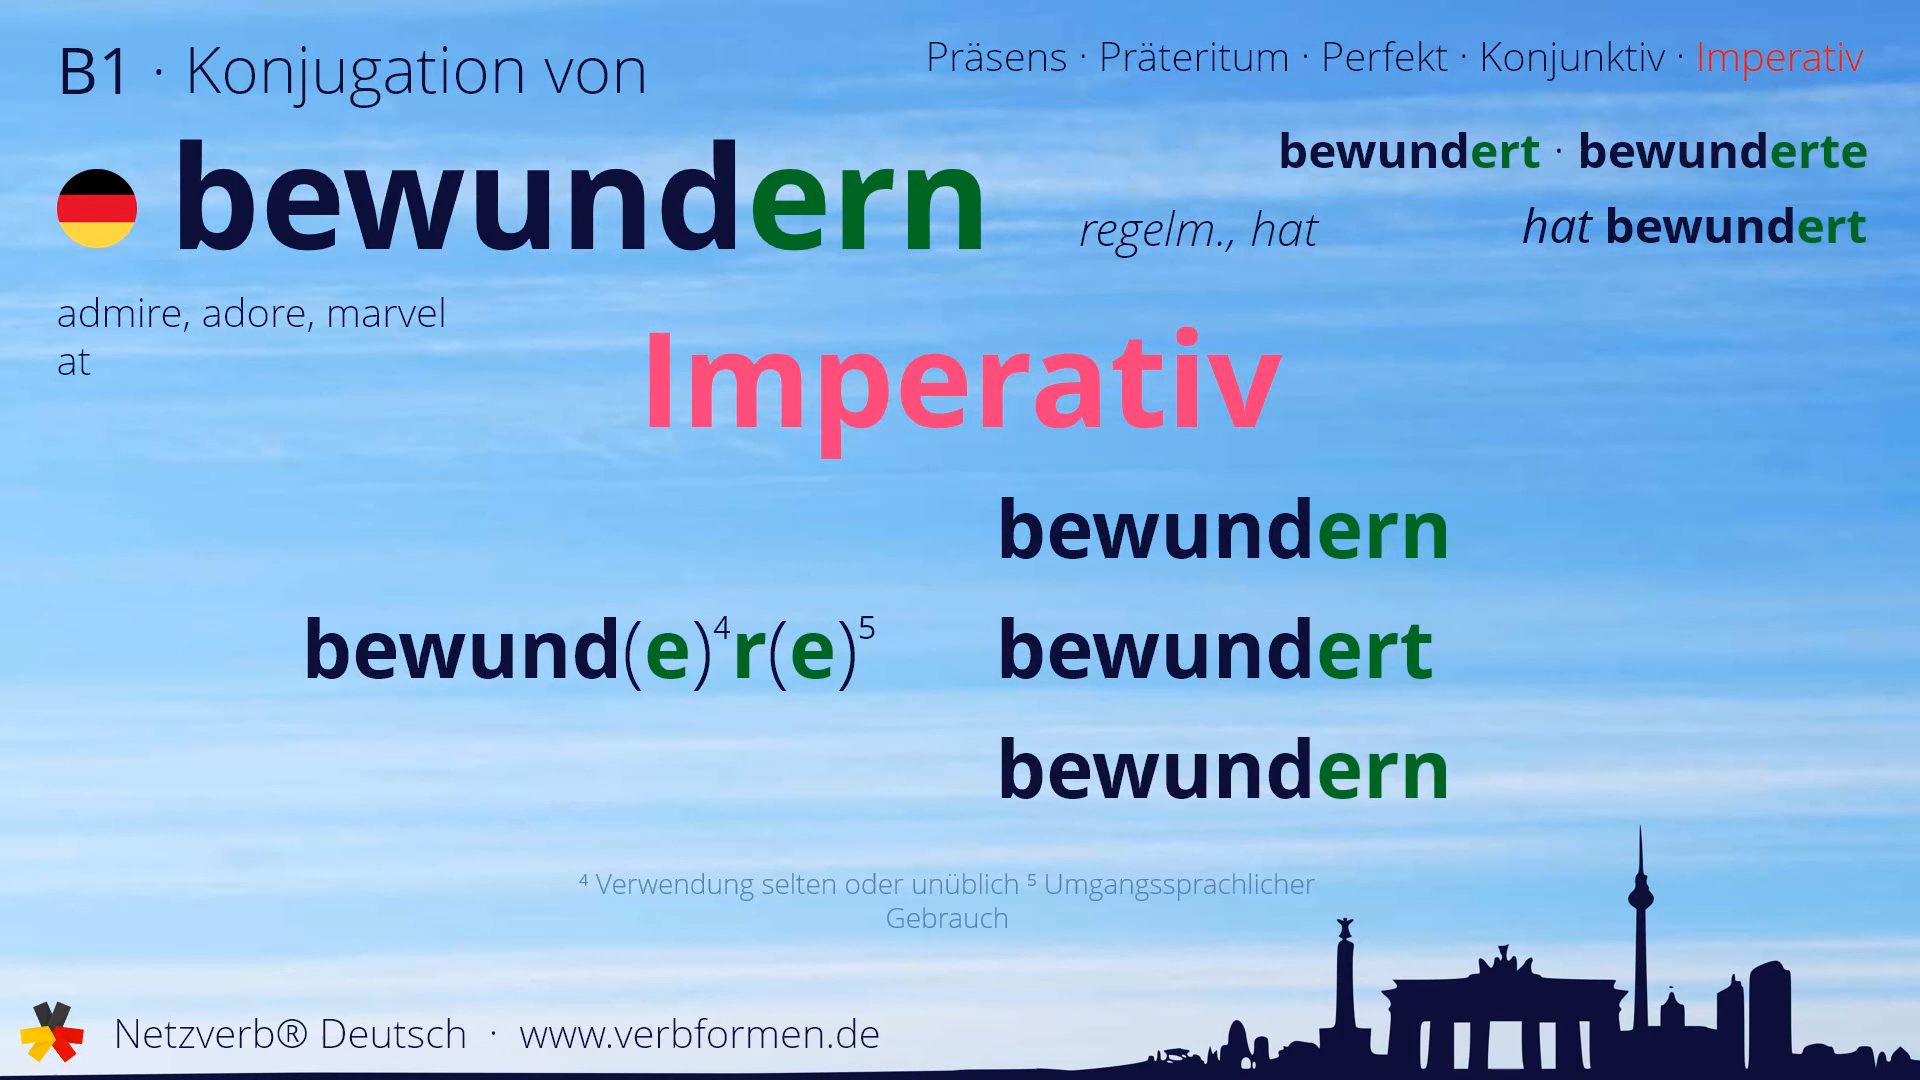 B1 · Konjugation von
Präsens · Präteritum · Perfekt · Konjunktiv · Imperativ
bewundern
regelm., hat
bewundert · bewunderte
hat bewundert
admire, adore, marvel
at
Imperativ
bewundern
bewund(e)⁴r(e)⁵
bewundert
bewundern
⁴ Verwendung selten oder unüblich ⁵ Umgangssprachlicher
Gebrauch
Netzverb® Deutsch · www.verbformen.de